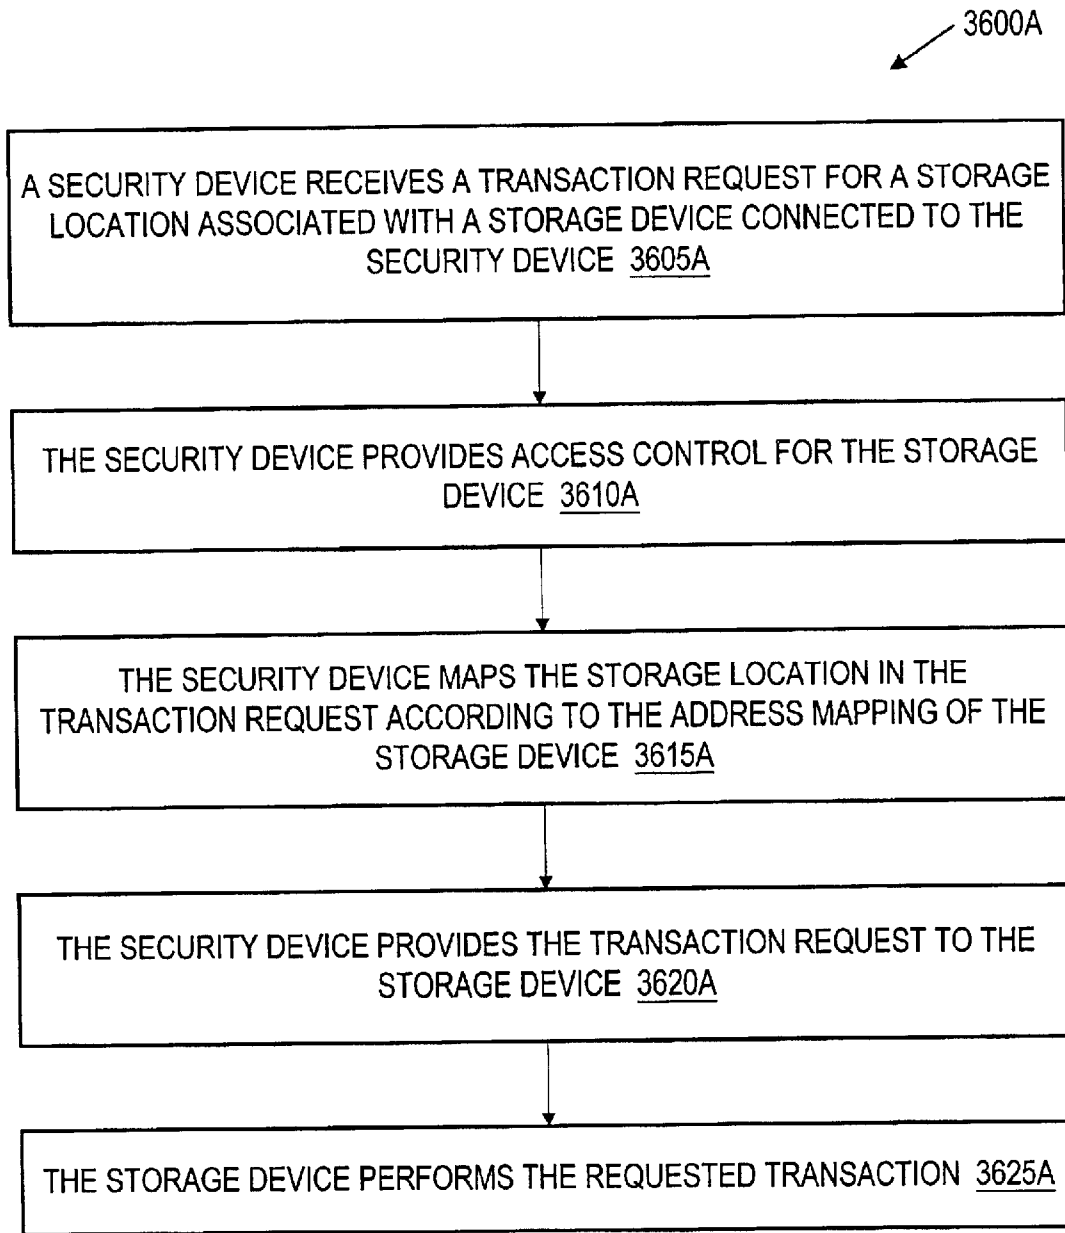 3600A
A SECURITY DEVICE RECEIVES A TRANSACTION REQUEST FOR A STORAGE
LOCATION ASSOCIATED WITH A STORAGE DEVICE CONNECTED TO THE
SECURITY DEVICE 3605A
THE SECURITY DEVICE PROVIDES ACCESS CONTROL FOR THE STORAGE
DEVICE 3610A
THE SECURITY DEVICE MAPS THE STORAGE LOCATION IN THE
TRANSACTION REQUEST ACCORDING TO THE ADDRESS MAPPING OF THE
STORAGE DEVICE 3615A
THE SECURITY DEVICE PROVIDES THE TRANSACTION REQUEST TO THE
STORAGE DEVICE 3620A
THE STORAGE DEVICE PERFORMS THE REQUESTED TRANSACTION 3625A